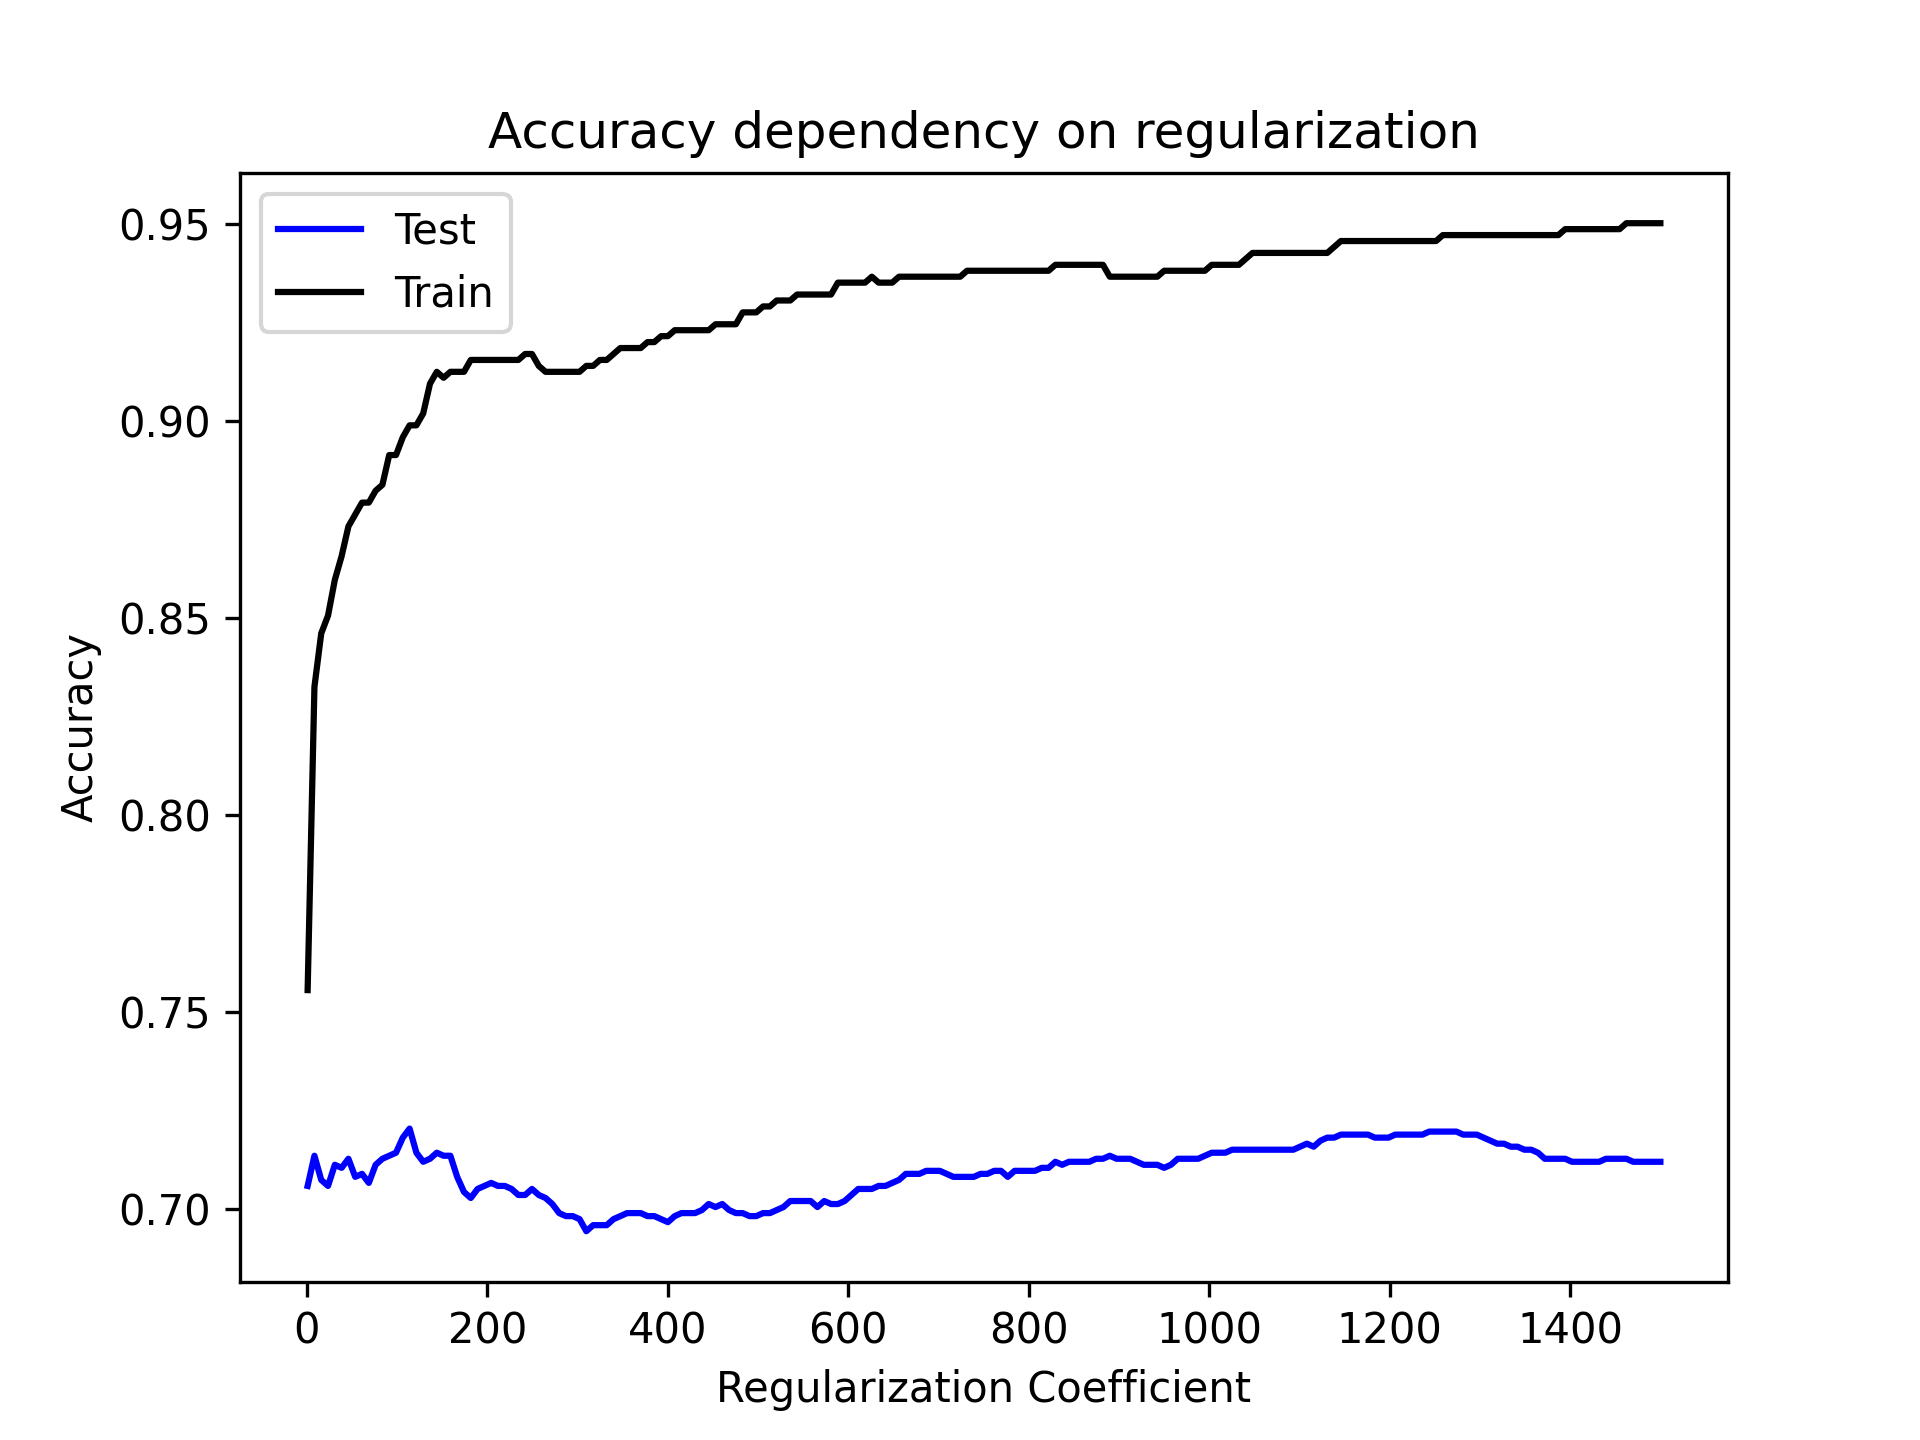 Accuracy dependency on regularization
Test
Train
0.95
0.90
0.85
0.80
0.75
0.70
Accuracy
0 200 400 600 800 1000 1200 1400
Regularization Coefficient